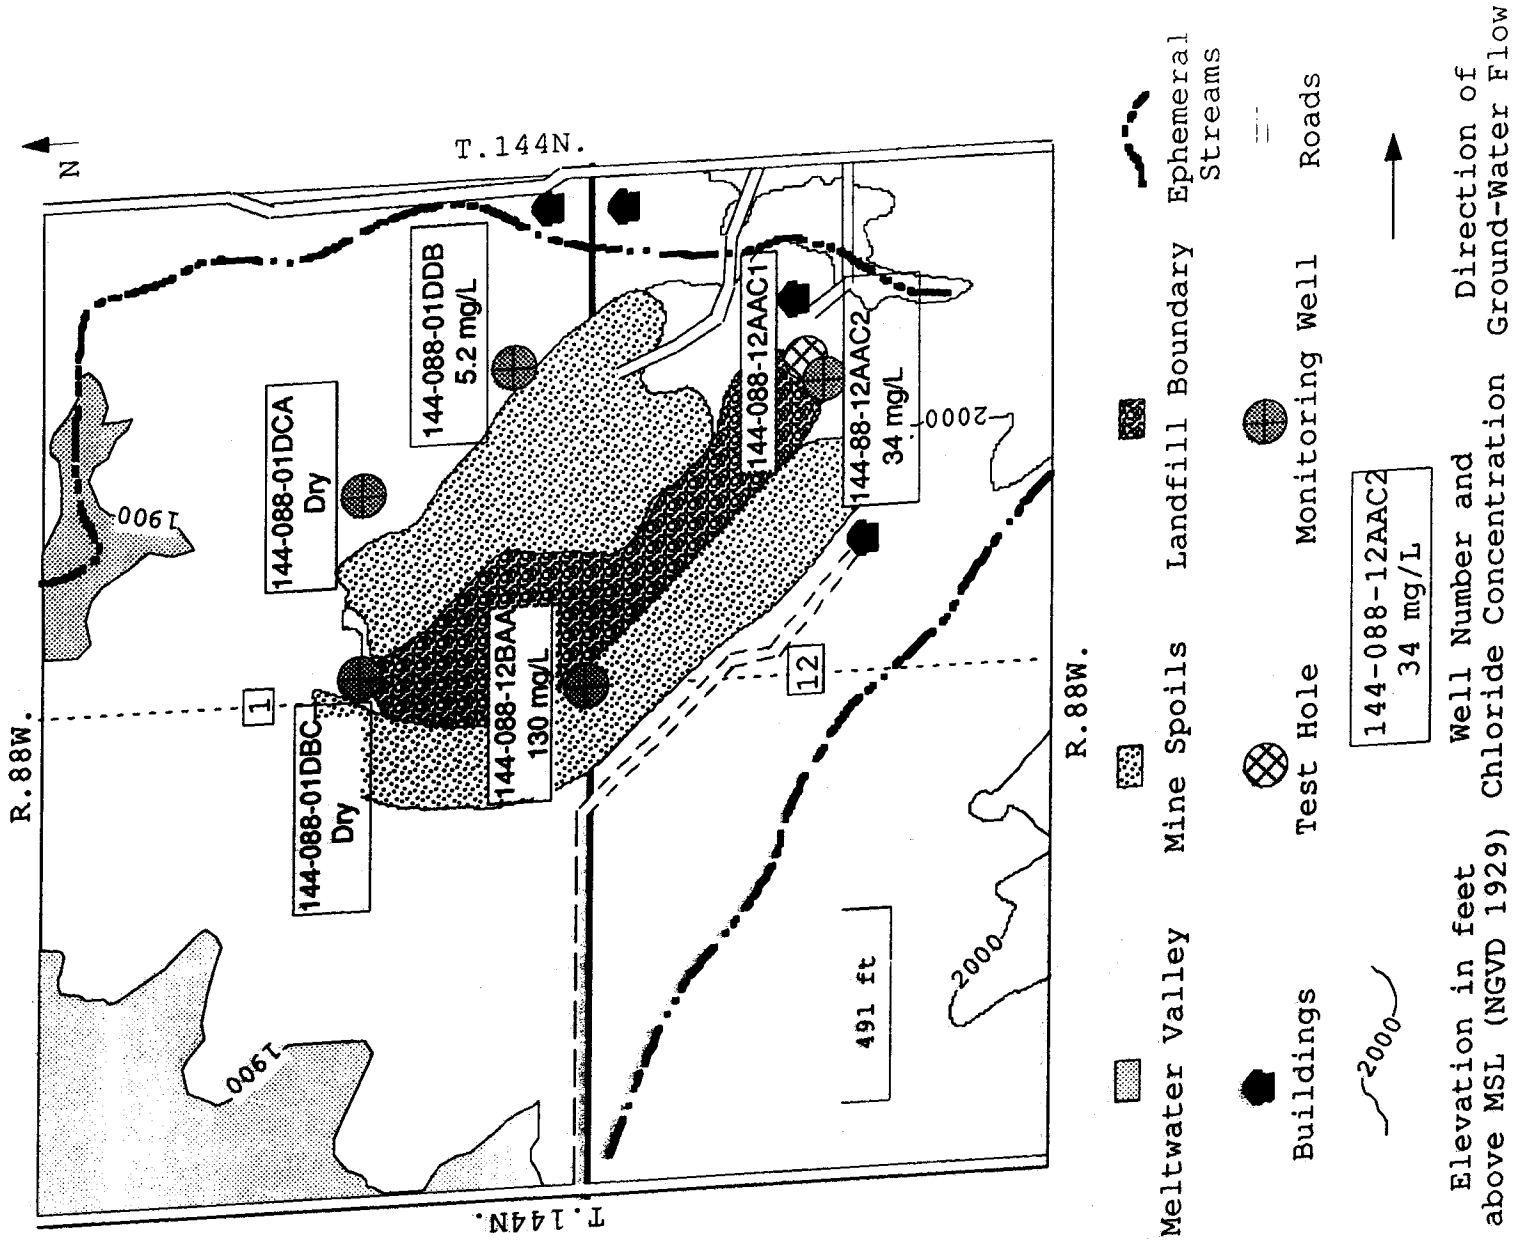 N
R.88W.
T.144N.
1
1900
1900
144-088-01DBC
Dry
144-088-01DCA
Dry
144-088-01DDB
5.2 mg/L
144-088-12BAA
130 mg/L
144-088-12AAC1
144-88-12AAC2
34 mg/L
T.144N.
12
2000
2000
491 ft
R.88W.
Meltwater Valley
Mine Spoils
Landfill Boundary
Ephemeral
Streams
Buildings
Test Hole
Monitoring Well
Roads
2000
144-088-12AAC2
34 mg/L
Elevation in feet
above MSL (NGVD 1929)
Well Number and
Chloride Concentration
Direction of
Ground-Water Flow